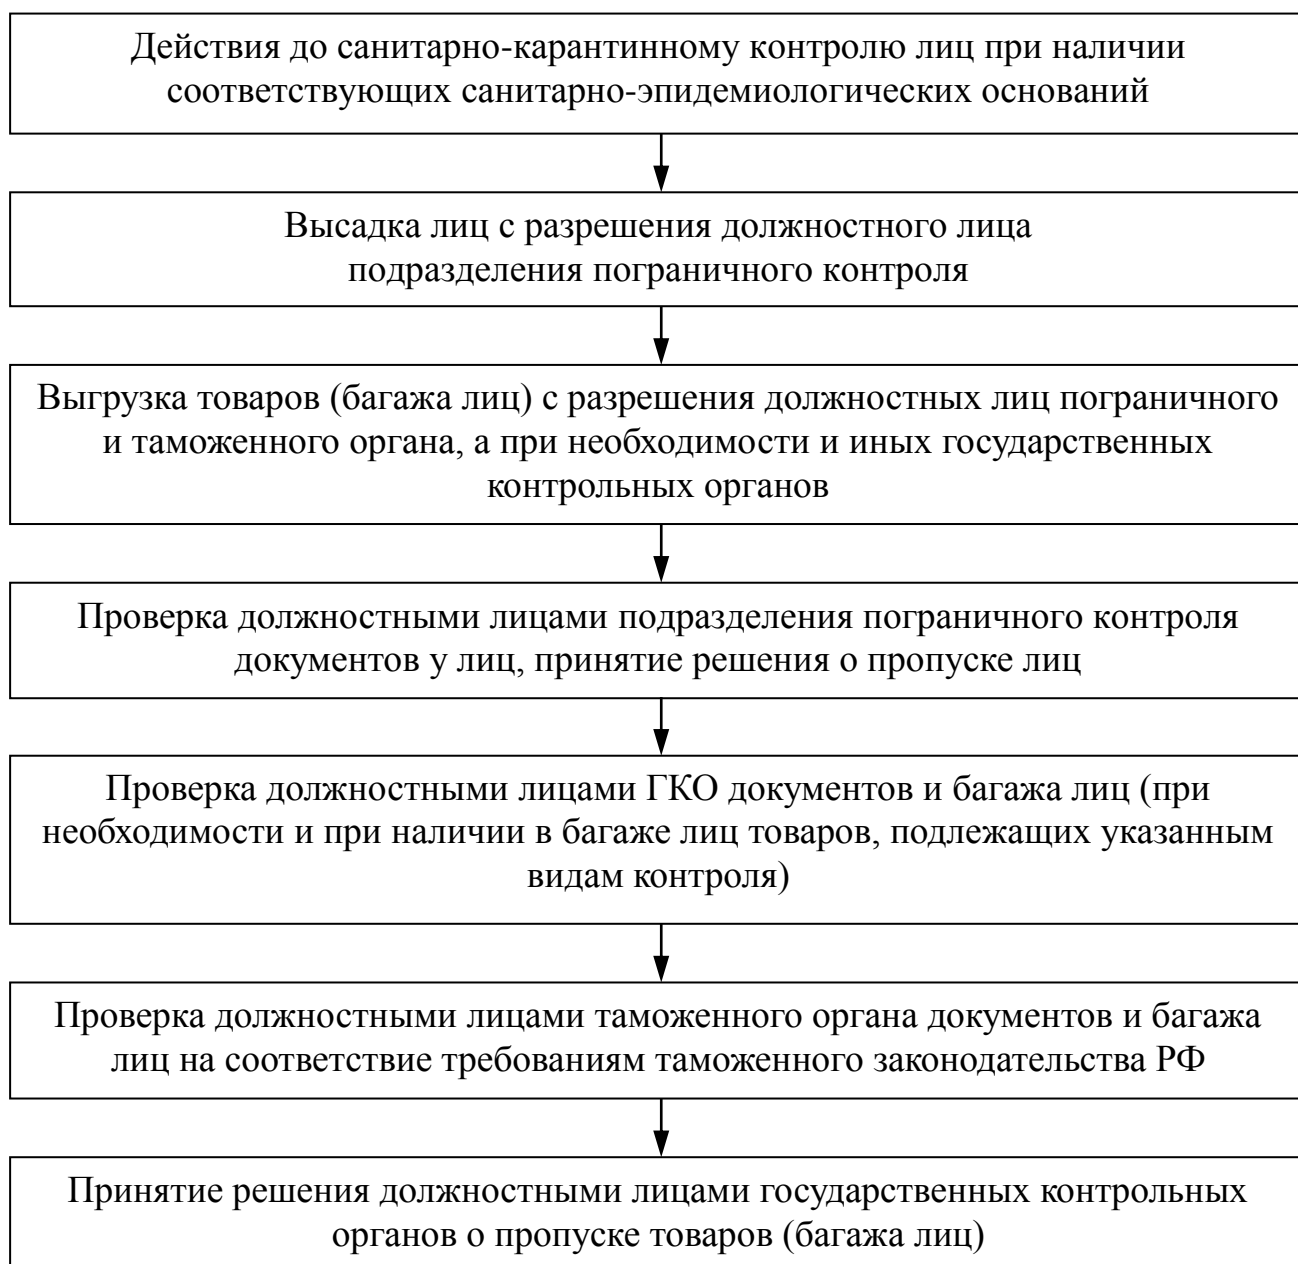 Действия до санитарно-карантинному контролю лиц при наличии
соответствующих санитарно-эпидемиологических оснований
Высадка лиц с разрешения должностного лица
подразделения пограничного контроля
Выгрузка товаров (багажа лиц) с разрешения должностных лиц пограничного
и таможенного органа, а при необходимости и иных государственных
контрольных органов
Проверка должностными лицами подразделения пограничного контроля
документов у лиц, принятие решения о пропуске лиц
Проверка должностными лицами ГКО документов и багажа лиц (при
необходимости и при наличии в багаже лиц товаров, подлежащих указанным
видам контроля)
Проверка должностными лицами таможенного органа документов и багажа
лиц на соответствие требованиям таможенного законодательства РФ
Принятие решения должностными лицами государственных контрольных
органов о пропуске товаров (багажа лиц)